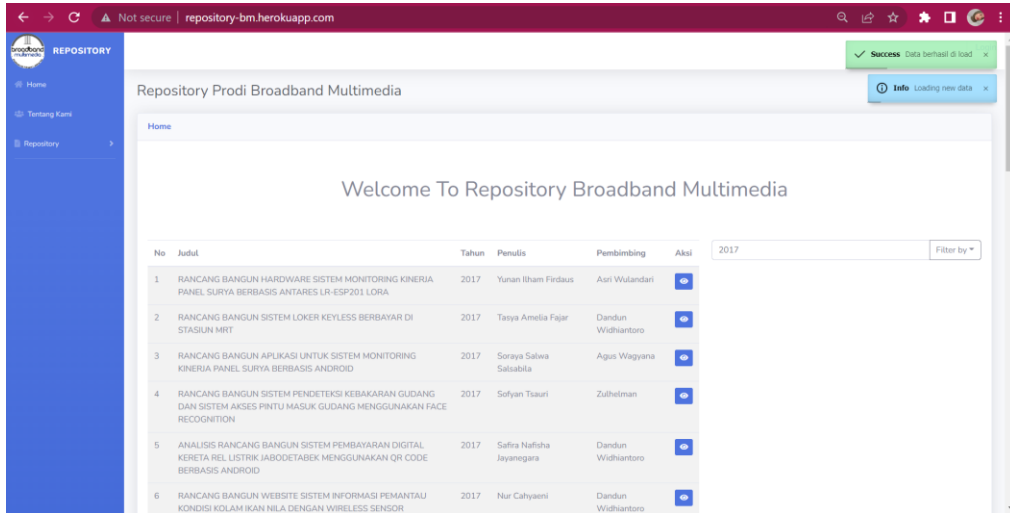 Not secure | repository-bm.herokuapp.com
broadband
multimedia
REPOSITORY
Success Data berhasil di load ×
Home
Repository Prodi Broadband Multimedia
Info Loading new data ×
Tentang Kami
Home
Repository
Welcome To Repository Broadband Multimedia
2017 Filter by
No Judul Tahun Penulis Pembimbing Aksi
1 RANCANG BANGUN HARDWARE SISTEM MONITORING KINERJA 2017 Yunan Ilham Firdaus Asri Wulandari
PANEL SURYA BERBASIS ANTARES LR-ESP201 LORA
2 RANCANG BANGUN SISTEM LOKER KEYLESS BERBAYAR DI 2017 Tasya Amelia Fajar Dandun
STASIUN MRT Widhiantoro
3 RANCANG BANGUN APLIKASI UNTUK SISTEM MONITORING 2017 Soraya Salwa Agus Wagyana
KINERJA PANEL SURYA BERBASIS ANDROID Salsabila
4 RANCANG BANGUN SISTEM PENDETEKSI KEBAKARAN GUDANG 2017 Sofyan Tsauri Zulhelman
DAN SISTEM AKSES PINTU MASUK GUDANG MENGGUNAKAN FACE
RECOGNITION
5 ANALISIS RANCANG BANGUN SISTEM PEMBAYARAN DIGITAL 2017 Safira Nafisha Dandun
KERETA REL LISTRIK JABODETABEK MENGGUNAKAN QR CODE Jayanegara Widhiantoro
BERBASIS ANDROID
6 RANCANG BANGUN WEBSITE SISTEM INFORMASI PEMANTAU 2017 Nur Cahyaeni Dandun
KONDISI KOLAM IKAN NILA DENGAN WIRELESS SENSOR Widhiantoro